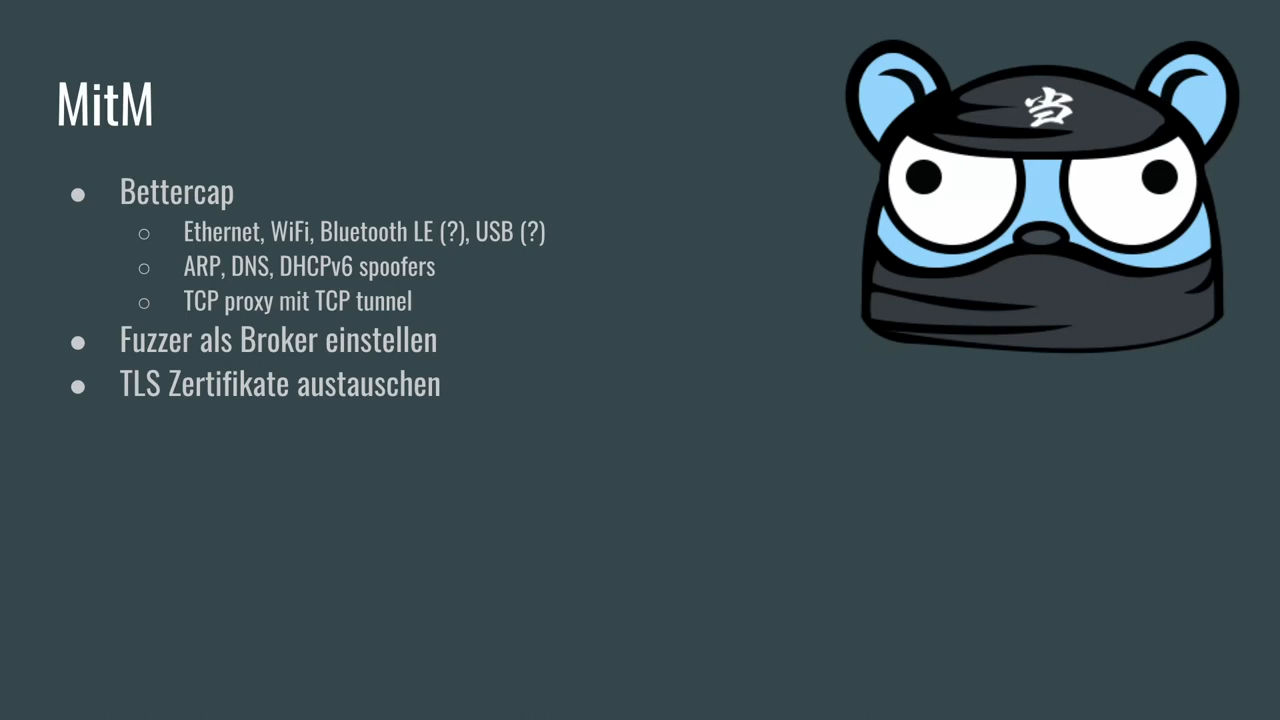 MitM
当
● Bettercap
○ Ethernet, WiFi, Bluetooth LE (?), USB (?)
○ ARP, DNS, DHCPv6 spoofers
○ TCP proxy mit TCP tunnel
● Fuzzer als Broker einstellen
● TLS Zertifikate austauschen